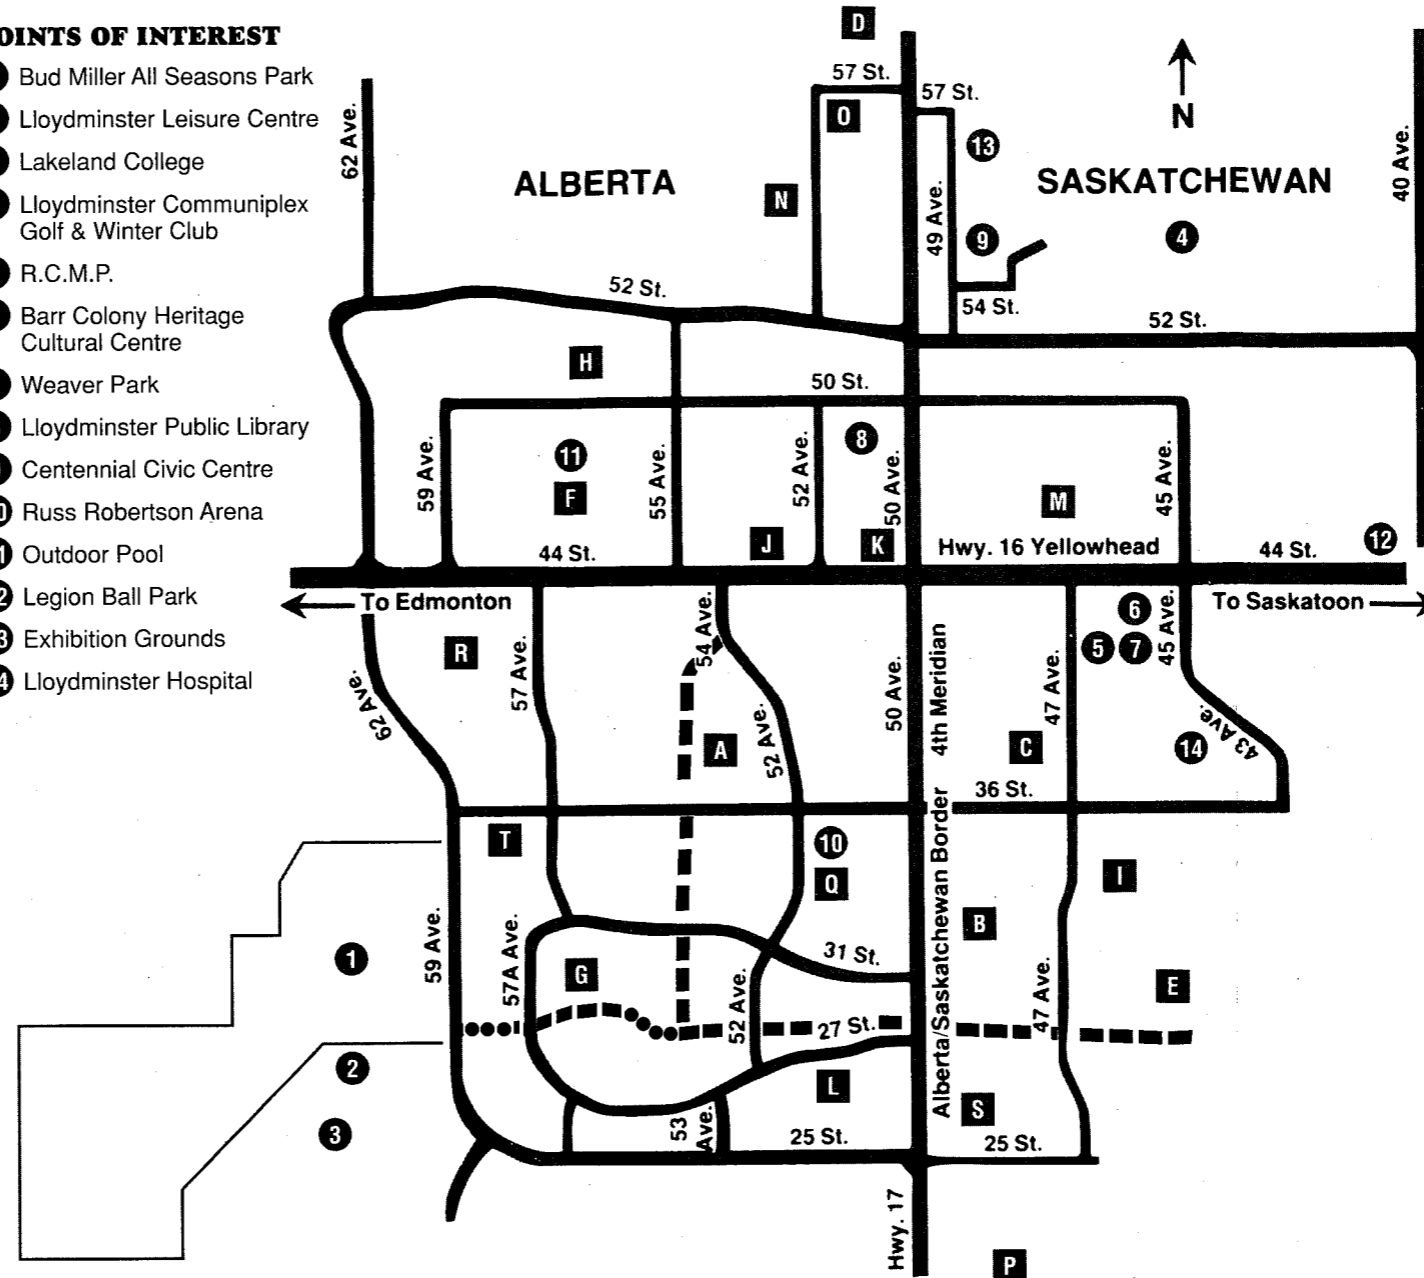 OINTS OF INTEREST
Bud Miller All Seasons Park
Lloydminster Leisure Centre
Lakeland College
Lloydminster Communiplex
Golf & Winter Club
R.C.M.P.
Barr Colony Heritage
Cultural Centre
Weaver Park
Lloydminster Public Library
Centennial Civic Centre
0 Russ Robertson Arena
1 Outdoor Pool
2 Legion Ball Park
3 Exhibition Grounds
4 Lloydminster Hospital
D
57 St.
57 St.
O
N
13
62 Ave.
40 Ave.
ALBERTA
SASKATCHEWAN
N
49 Ave.
9
4
52 St.
54 St.
52 St.
H
50 St.
8
11
59 Ave.
F
55 Ave.
52 Ave.
50 Ave.
M
45 Ave.
44 St.
J
K
Hwy. 16 Yellowhead
44 St.
12
To Edmonton
To Saskatoon
6
54 Ave.
R
5
7
45 Ave.
57 Ave.
62 Ave.
50 Ave.
4th Meridian
47 Ave.
A
52 Ave.
C
14
43 Ave.
36 St.
T
10
Q
I
Alberta/Saskatchewan Border
B
1
59 Ave.
57A Ave.
G
31 St.
E
52 Ave.
27 St.
47 Ave.
2
L
S
3
53
Ave.
25 St.
25 St.
Hwy. 17
P